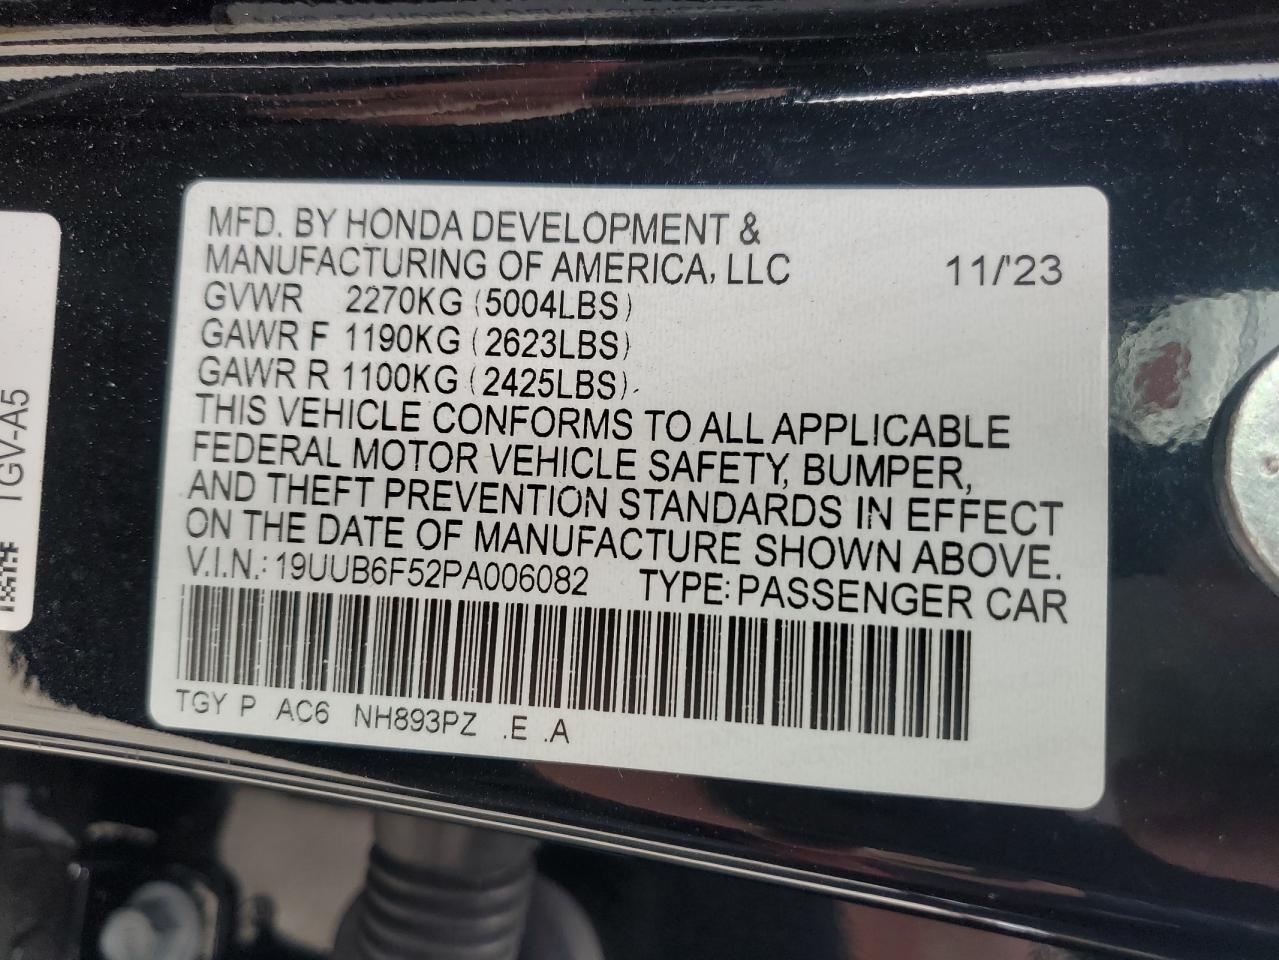 MFD. BY HONDA DEVELOPMENT &
MANUFACTURING OF AMERICA, LLC 11/'23
GVWR 2270KG (5004LBS)
GAWR F 1190KG (2623LBS)
GAWR R 1100KG (2425LBS)
THIS VEHICLE CONFORMS TO ALL APPLICABLE
FEDERAL MOTOR VEHICLE SAFETY, BUMPER,
AND THEFT PREVENTION STANDARDS IN EFFECT
ON THE DATE OF MANUFACTURE SHOWN ABOVE.
V.I.N.: 19UUB6F52PA006082 TYPE: PASSENGER CAR
TGY P AC6 NH893PZ .E .A
TGV-A5